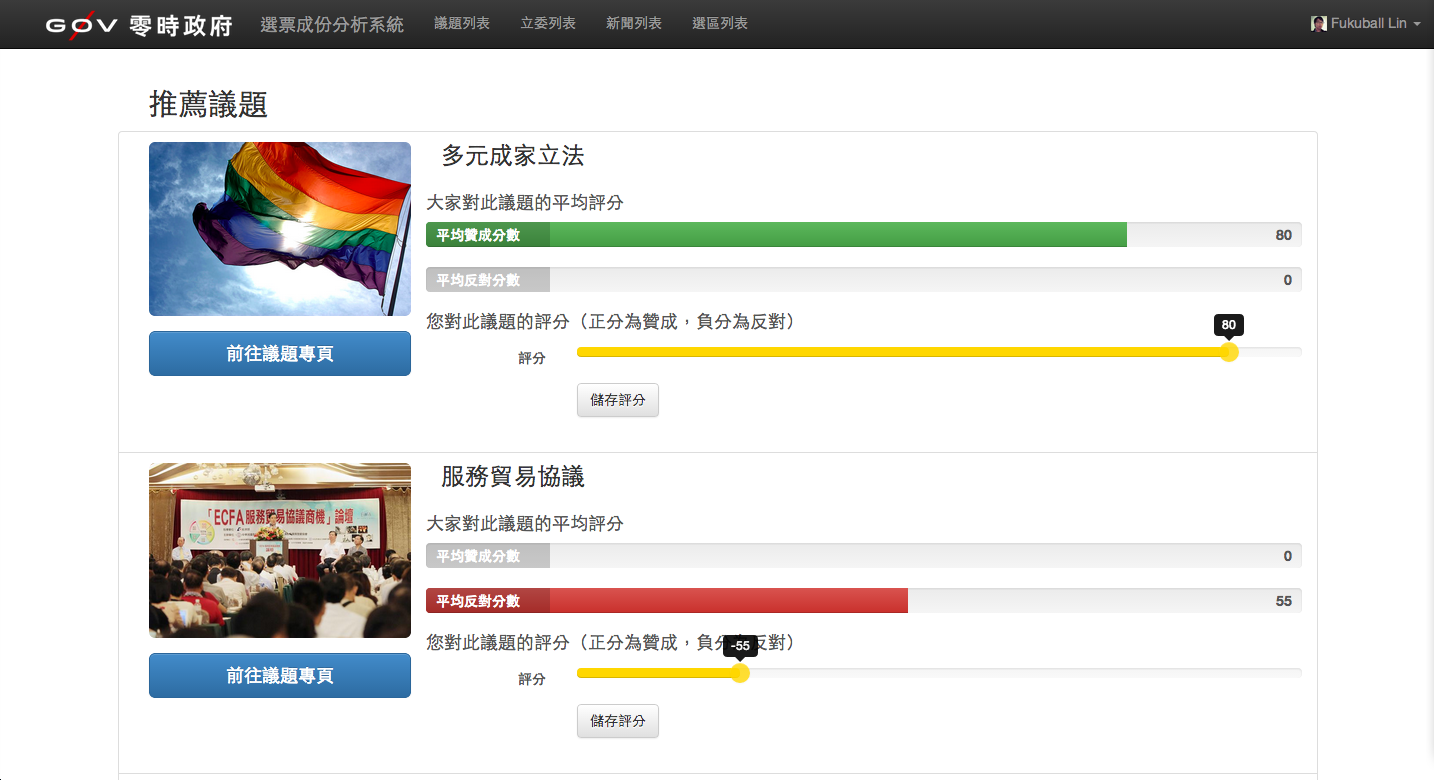 G0V 零時政府 選票成份分析系統 議題列表 立委列表 新聞列表 選區列表 Fukuball Lin
推薦議題
多元成家立法
大家對此議題的平均評分
平均贊成分數 80
平均反對分數 0
您對此議題的評分（正分為贊成，負分為反對）
80
評分
儲存評分
前往議題專頁
服務貿易協議
「ECFA服務貿易協議商機」論壇
大家對此議題的平均評分
平均贊成分數 0
平均反對分數 55
您對此議題的評分（正分為贊成，負分 反對）
-55
評分
儲存評分
前往議題專頁